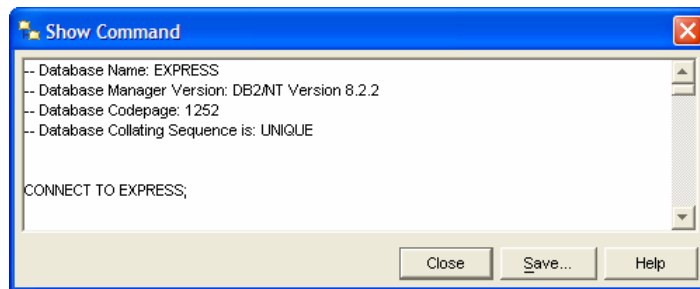 Show Command
-- Database Name: EXPRESS
-- Database Manager Version: DB2/NT Version 8.2.2
-- Database Codepage: 1252
-- Database Collating Sequence is: UNIQUE
CONNECT TO EXPRESS;
Close Save... Help